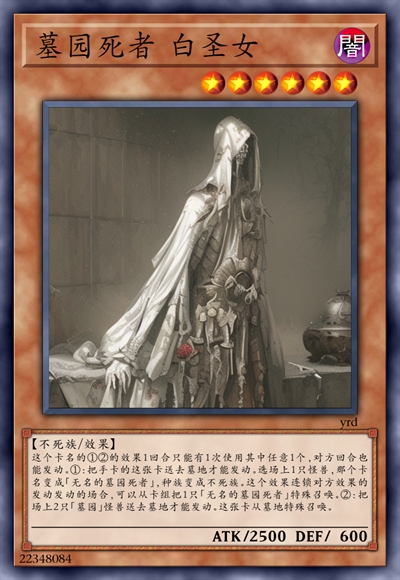 墓园死者 白圣女
闇
yrd
【不死族/效果】
这个卡名的①②的效果1回合只能有1次使用其中任意1个,对方回合也
能发动。①:把手卡的这张卡送去墓地才能发动。选场上1只怪兽,那个卡
名变成「无名的墓园死者」,种族变成不死族。这个效果连锁对方效果的
发动发动的场合,可以从卡组把1只「无名的墓园死者」特殊召唤。②:把
场上2只「墓园」怪兽送去墓地才能发动。这张卡从墓地特殊召唤。
ATK/2500 DEF/ 600
22348084